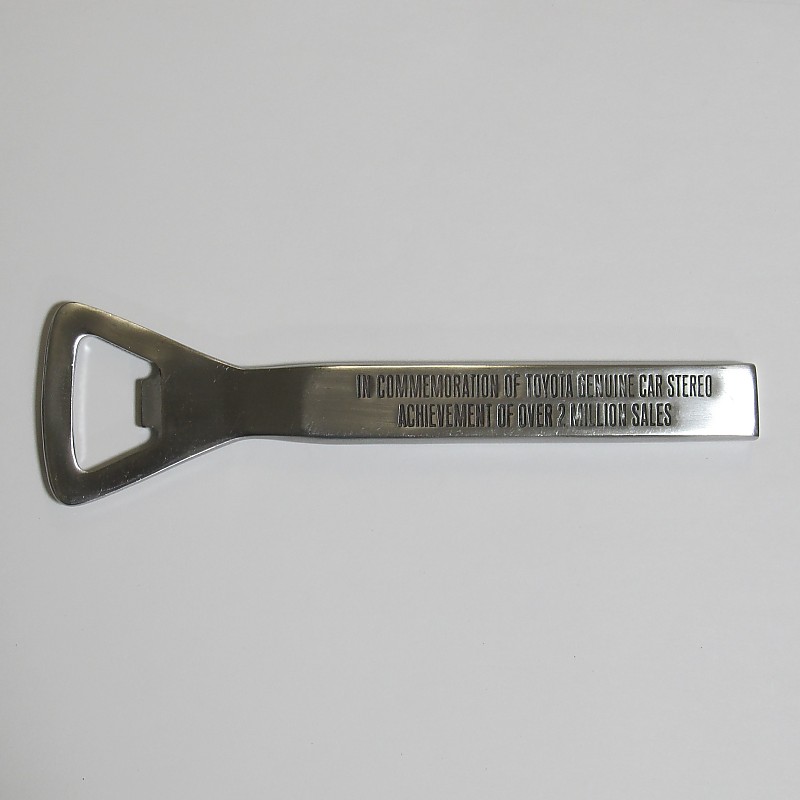 IN COMMEMORATION OF TOYOTA GENUINE CAR STEREO
ACHIEVEMENT OF OVER 2 MILLION SALES